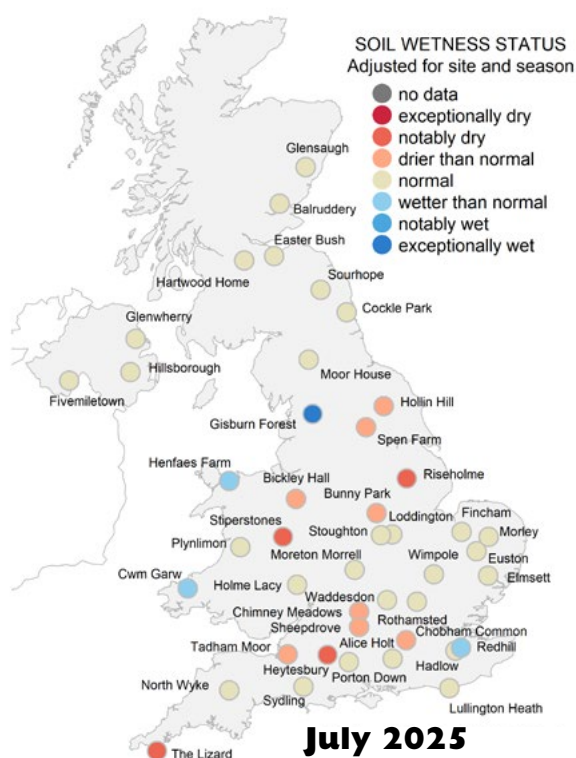 SOIL WETNESS STATUS
Adjusted for site and season
no data
exceptionally dry
notably dry
drier than normal
normal
wetter than normal
notably wet
exceptionally wet
Glensaugh
Balruddery
Easter Bush
Hartwood Home
Sourhope
Cockle Park
Glenwherry
Hillsborough
Fivemiletown
Moor House
Hollin Hill
Gisburn Forest
Spen Farm
Henfaes Farm
Bickley Hall
Riseholme
Bunny Park
Fincham
Stiperstones
Loddington
Stoughton
Morley
Plynlimon
Moreton Morrell
Wimpole
Euston
Cwm Garw
Holme Lacy
Elmsett
Waddesdon
Chimney Meadows
Rothamsted
Sheepdrove
Chobham Common
Tadham Moor
Alice Holt
Redhill
Heytesbury
Hadlow
Porton Down
North Wyke
Sydling
Lullington Heath
The Lizard
July 2025